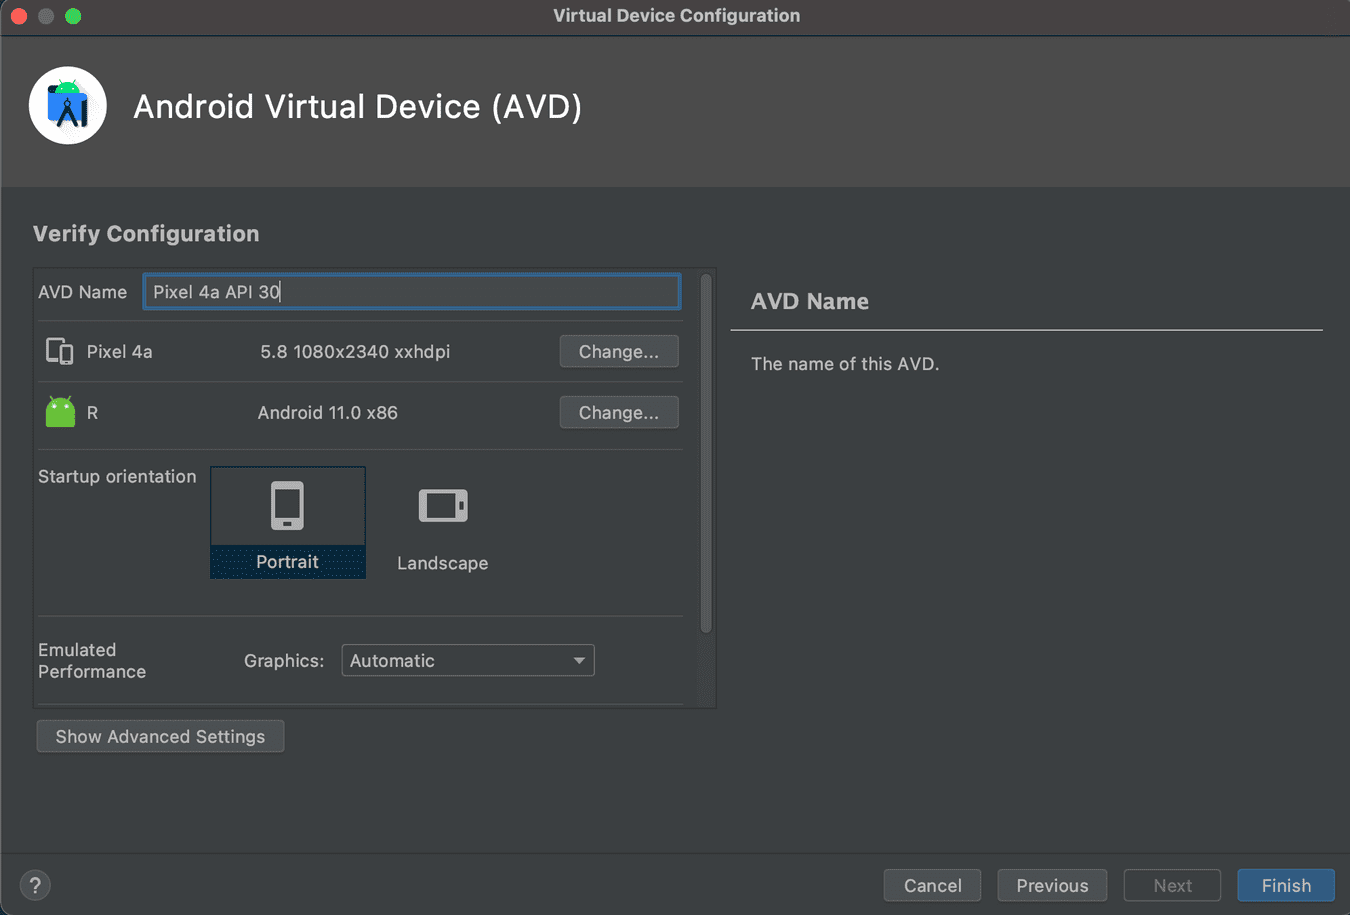 Virtual Device Configuration
Android Virtual Device (AVD)
Verify Configuration
AVD Name Pixel 4a API 30
Pixel 4a 5.8 1080x2340 xxhdpi Change...
R Android 11.0 x86 Change...
Startup orientation
Portrait
Landscape
Emulated
Performance
Graphics: Automatic
Show Advanced Settings
AVD Name
The name of this AVD.
? Cancel Previous Next Finish